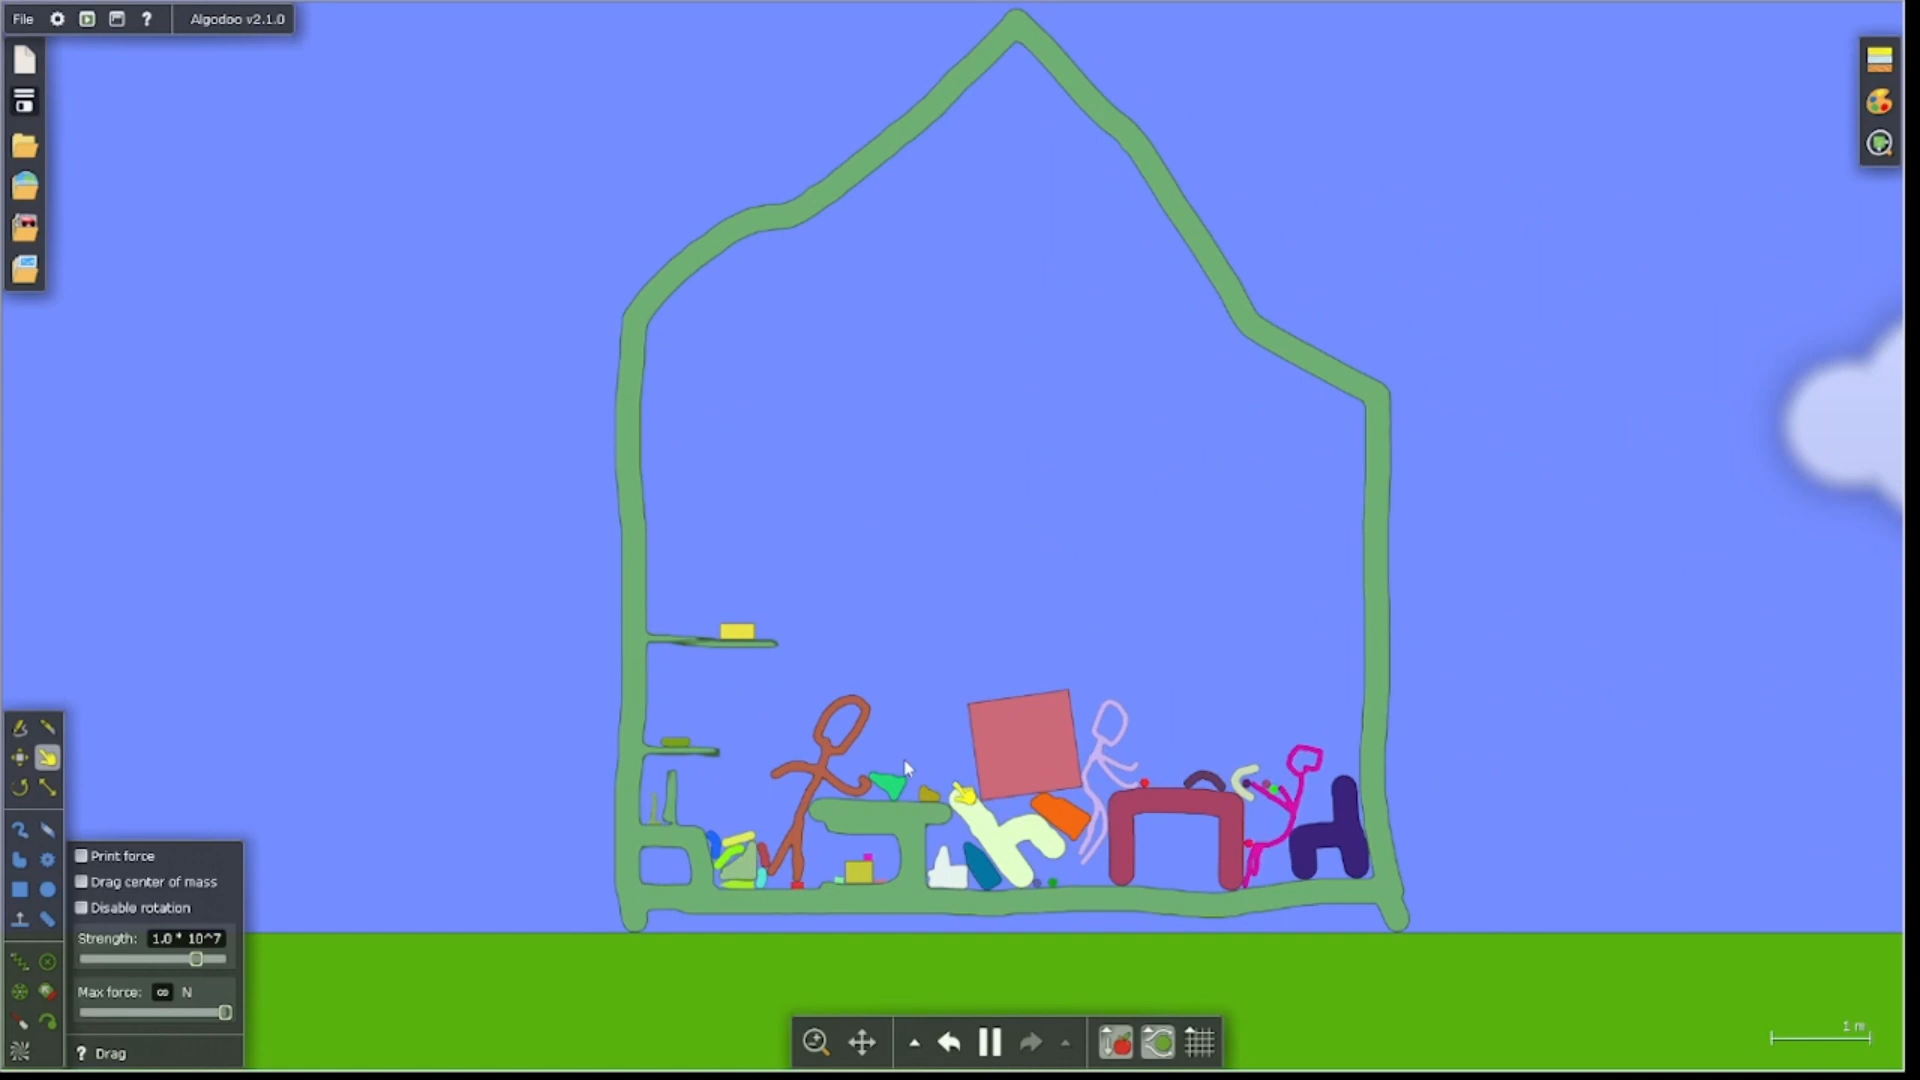 File ? Algodoo v2.1.0
Print force
Drag center of mass
Disable rotation
Strength: 1.0 * 10^7
Max force: ∞ N
? Drag
1 m